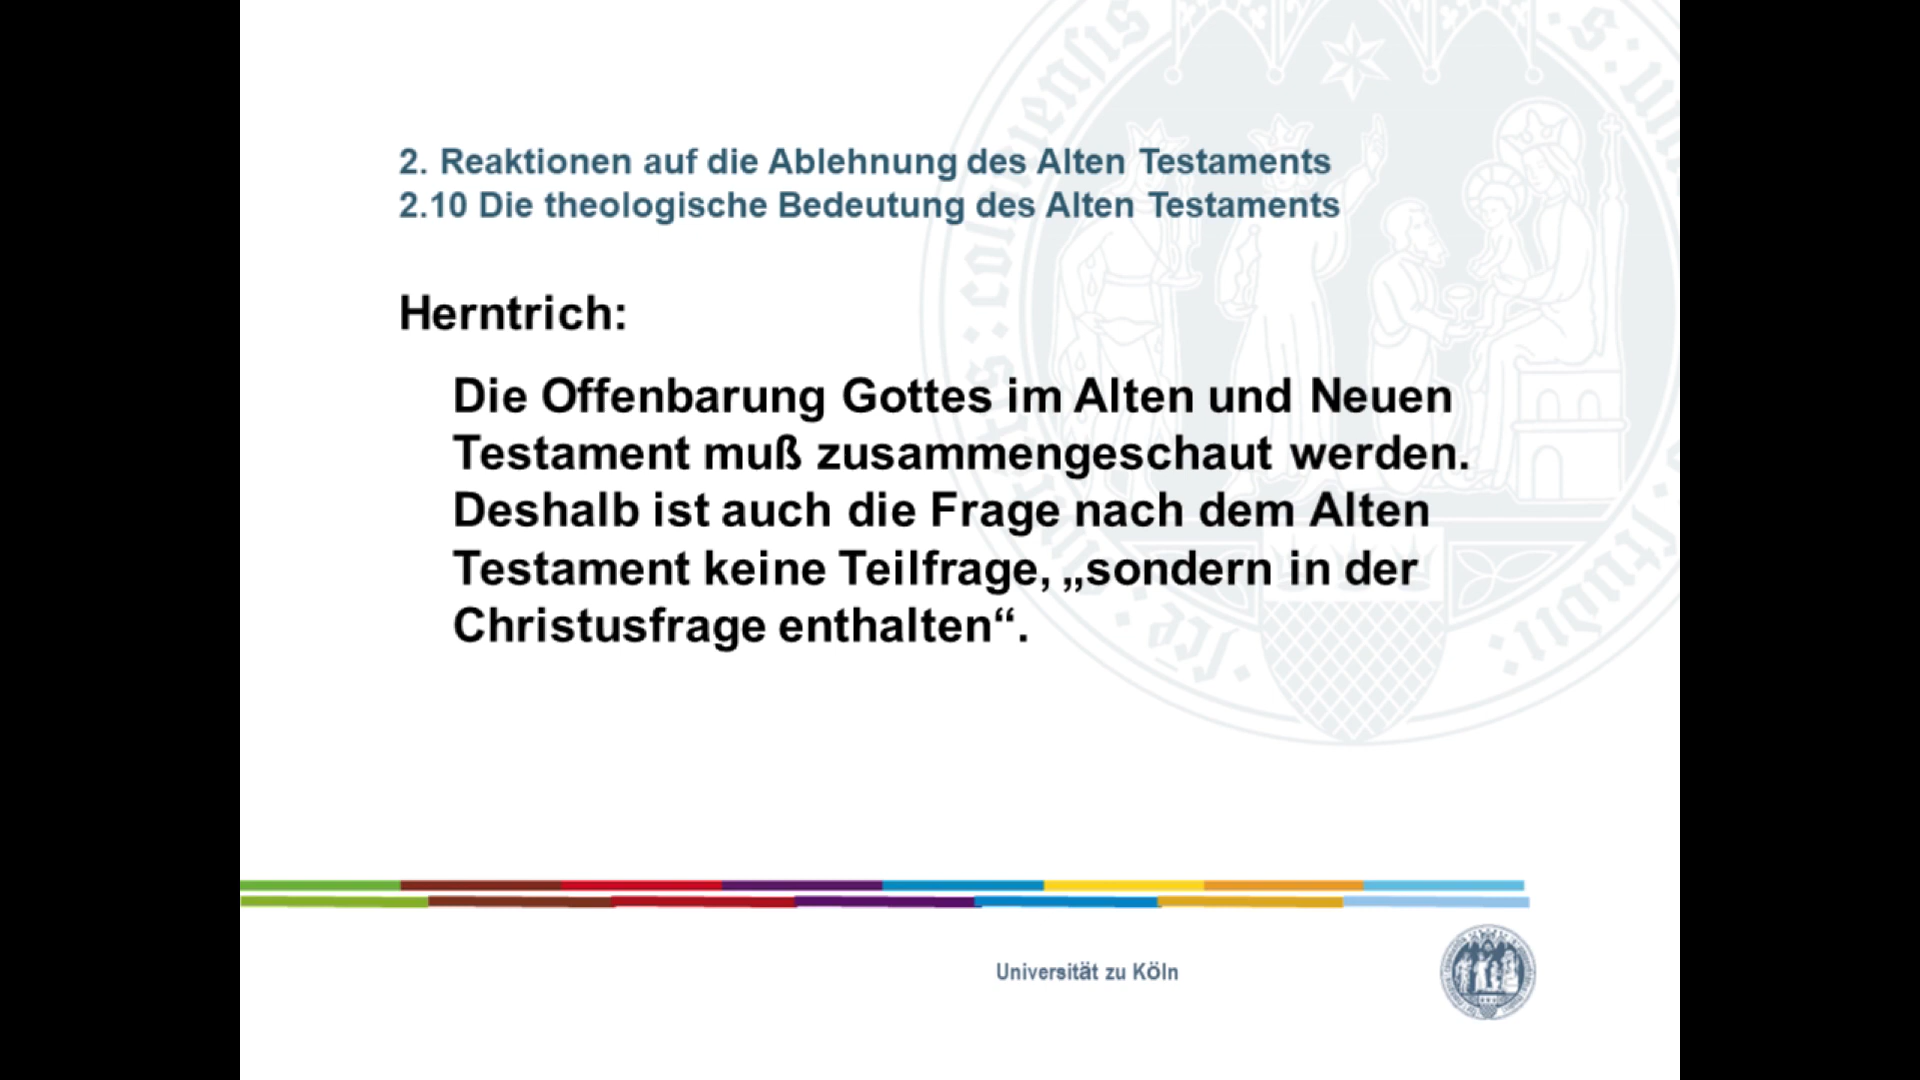 2. Reaktionen auf die Ablehnung des Alten Testaments
2.10 Die theologische Bedeutung des Alten Testaments
Herntrich:
Die Offenbarung Gottes im Alten und Neuen
Testament muß zusammengeschaut werden.
Deshalb ist auch die Frage nach dem Alten
Testament keine Teilfrage, „sondern in der
Christusfrage enthalten“.
Universität zu Köln